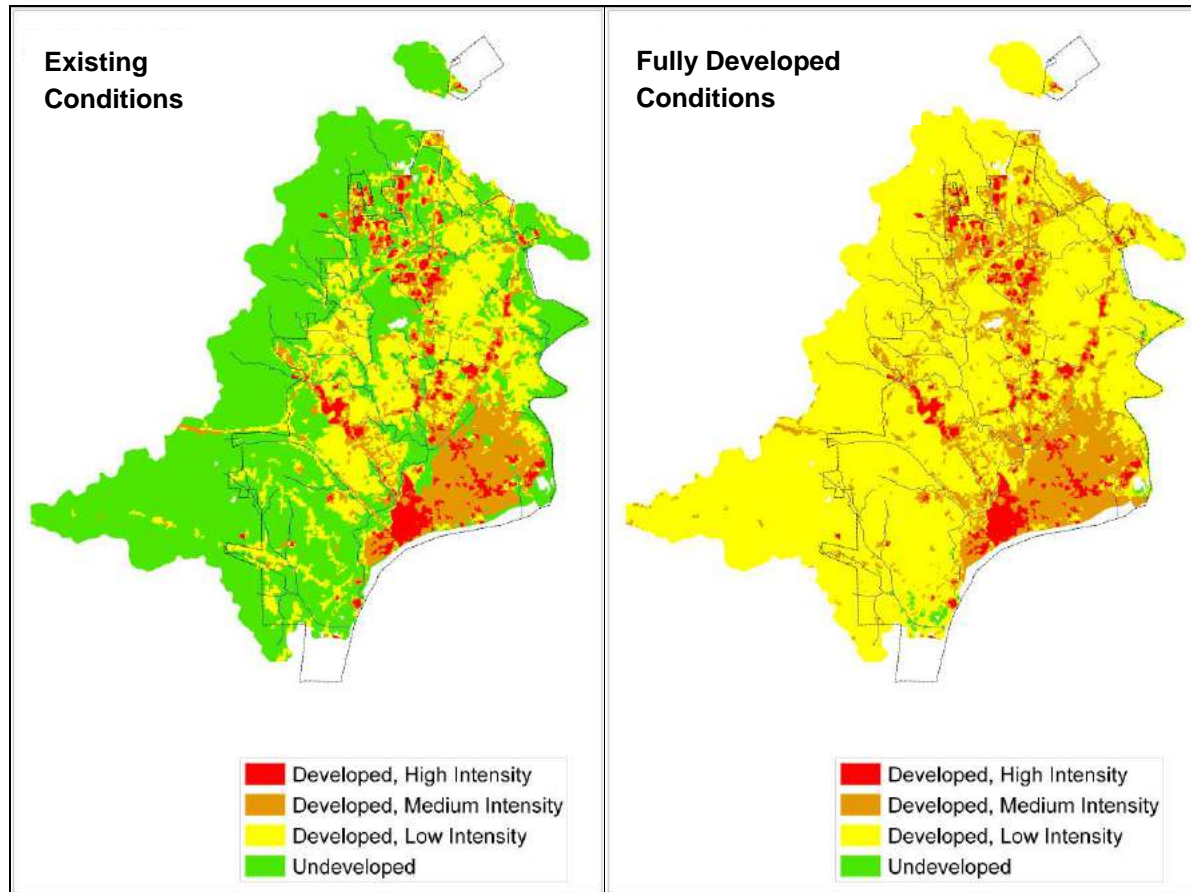 Existing
Conditions
Developed, High Intensity
Developed, Medium Intensity
Developed, Low Intensity
Undeveloped
Fully Developed
Conditions
Developed, High Intensity
Developed, Medium Intensity
Developed, Low Intensity
Undeveloped